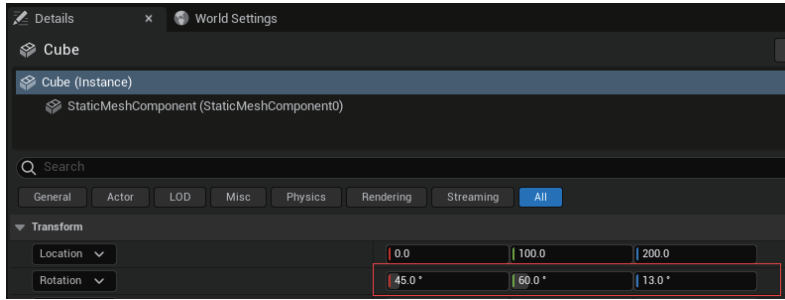 Details × World Settings
Cube
Cube (Instance)
StaticMeshComponent (StaticMeshComponent0)
Search
General Actor LOD Misc Physics Rendering Streaming All
Transform
Location 0.0 100.0 200.0
Rotation 45.0 ° 60.0 ° 13.0 °